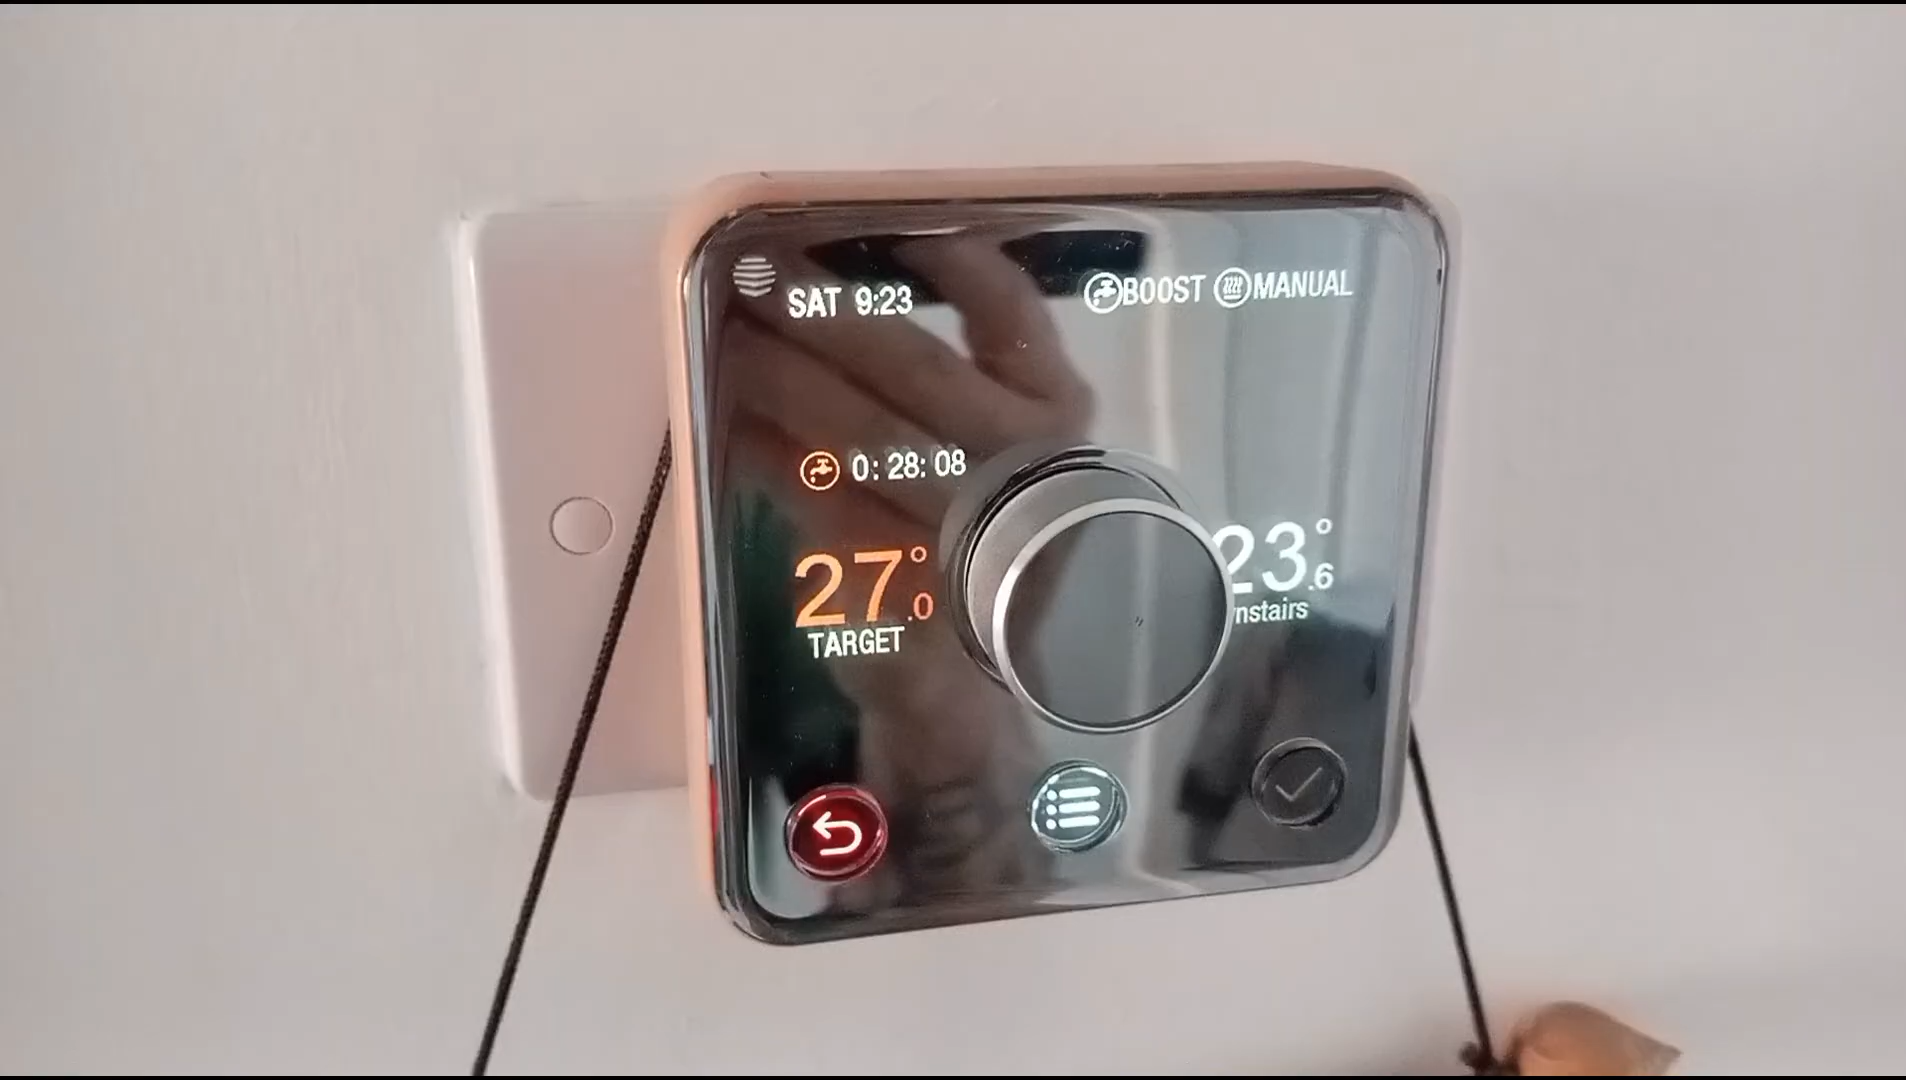 SAT 9:23
BOOST MANUAL
0: 28: 08
27.0°
23.6°
TARGET
nstairs